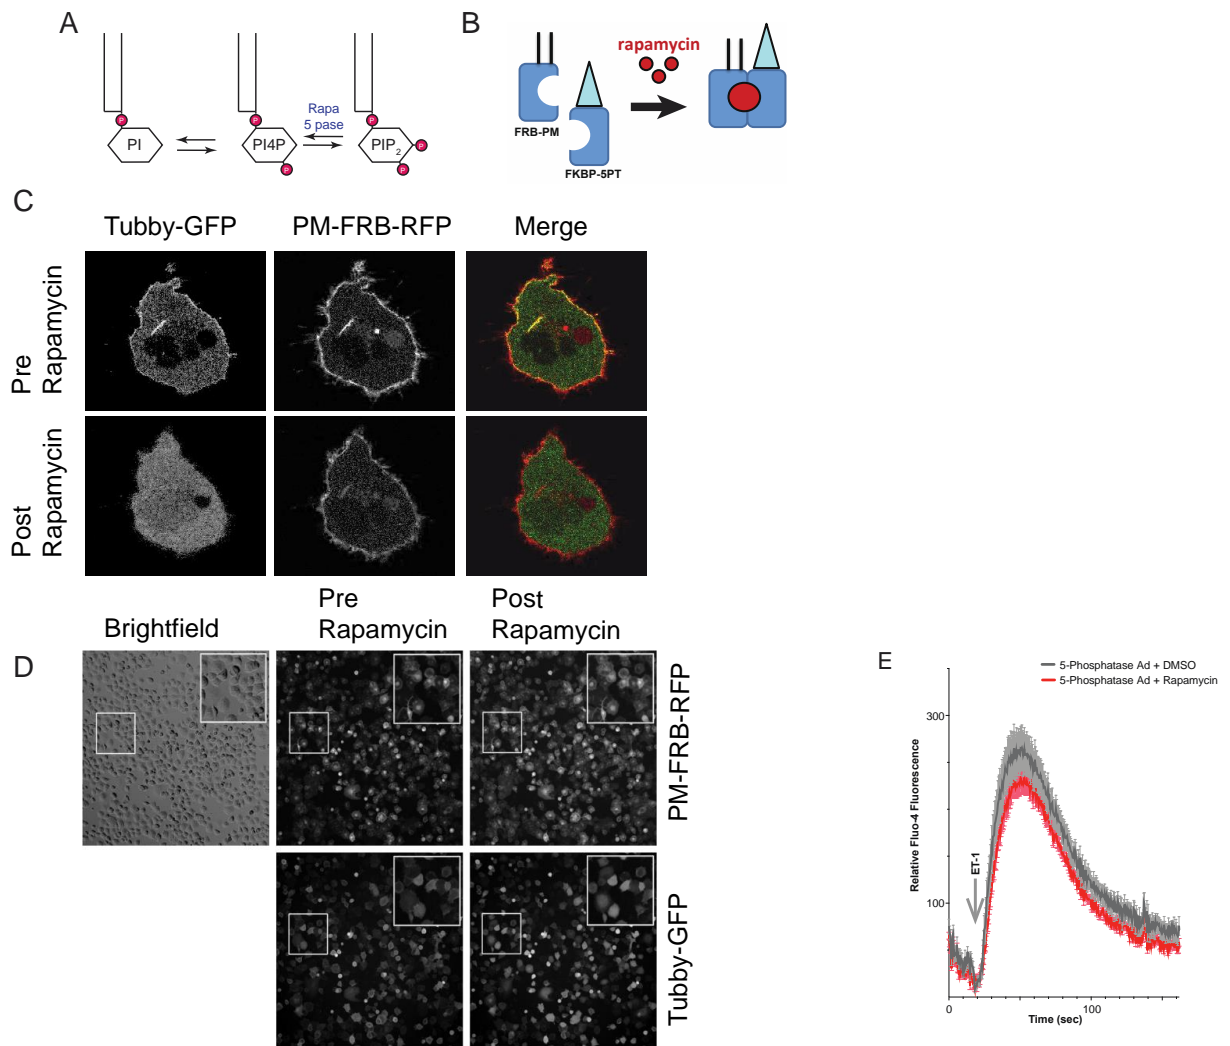 A
B
Rapa
5 pase
P
P
P
PI
PI4P
PIP2
P
P
P
rapamycin
FRB-PM
FKBP-5PT
C
Tubby-GFP
PM-FRB-RFP
Merge
Pre
Rapamycin
Post
Rapamycin
Brightfield
Pre
Rapamycin
Post
Rapamycin
D
PM-FRB-RFP
Tubby-GFP
E
5-Phosphatase Ad + DMSO
5-Phosphatase Ad + Rapamycin
300
100
Relative Fluo-4 Fluorescence
ET-1
0
100
Time (sec)